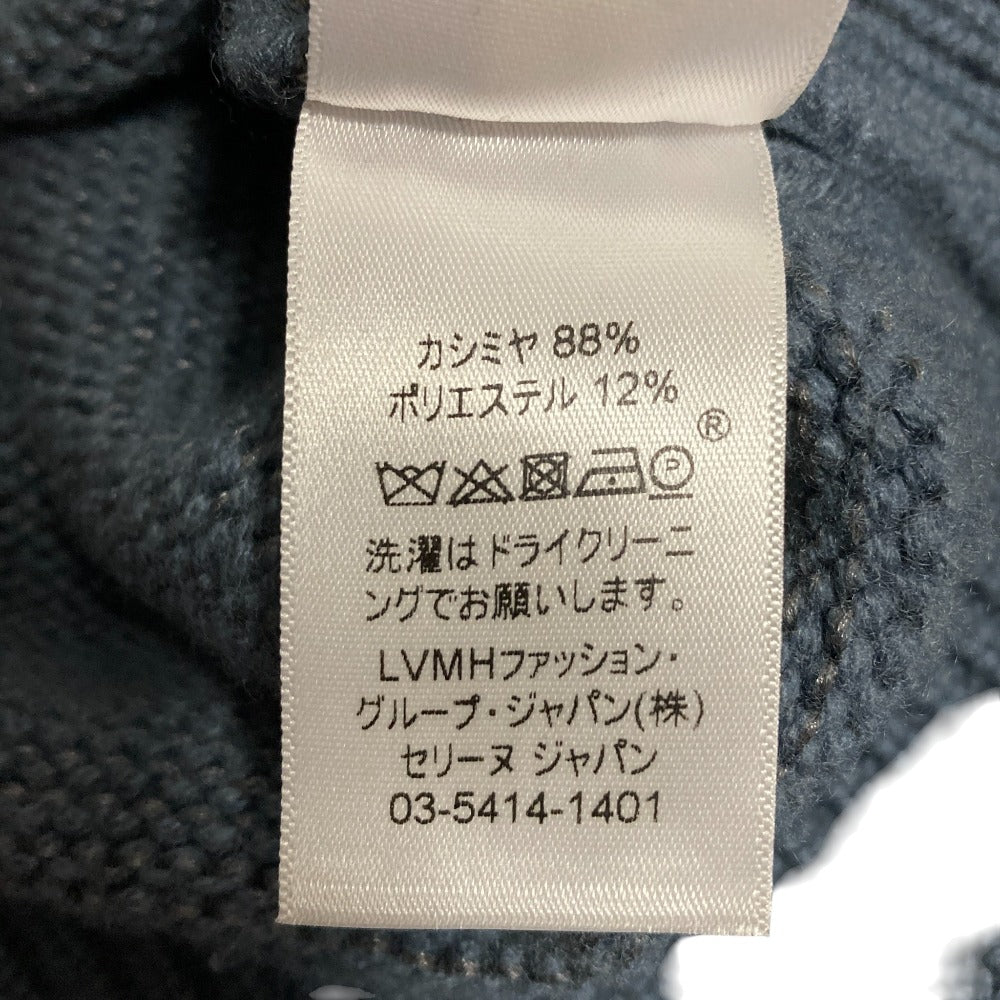 カシミヤ 88%
ポリエステル 12%
®
P
洗濯はドライクリーニ
ングでお願いします。
LVMHファッション・
グループ・ジャパン(株)
セリーヌ ジャパン
03-5414-1401